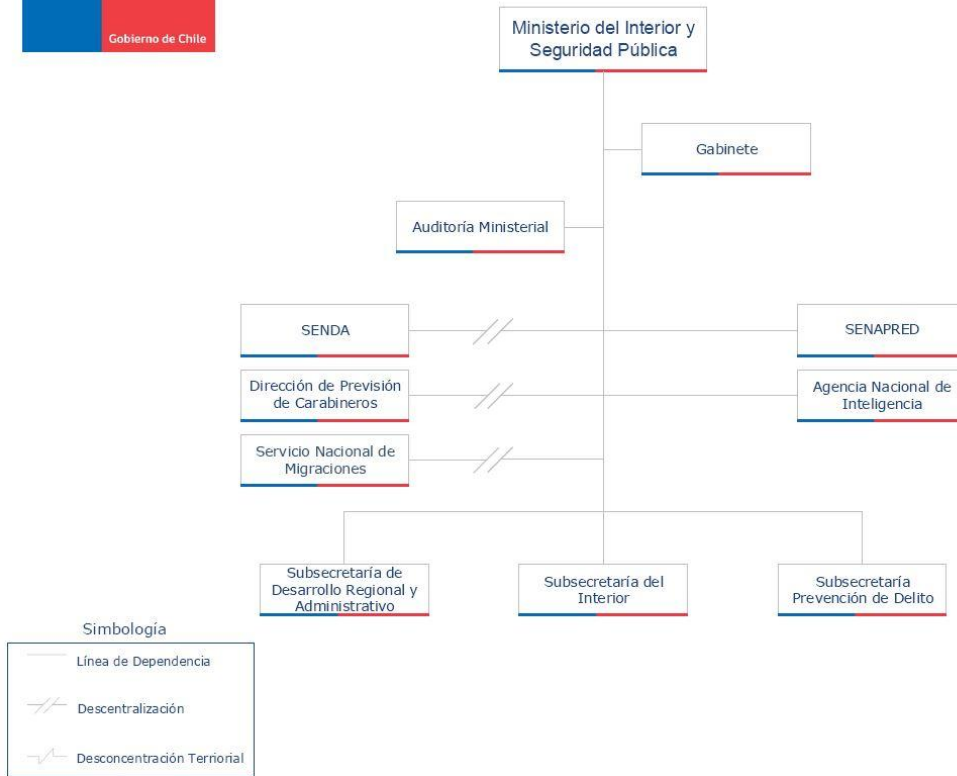 Gobierno de Chile
Ministerio del Interior y
Seguridad Pública
Gabinete
Auditoría Ministerial
SENDA
SENAPRED
Dirección de Previsión
de Carabineros
Agencia Nacional de
Inteligencia
Servicio Nacional de
Migraciones
Subsecretaría de
Desarrollo Regional y
Administrativo
Subsecretaría del
Interior
Subsecretaría
Prevención de Delito
Simbología
Línea de Dependencia
Descentralización
Desconcentración Terriorial